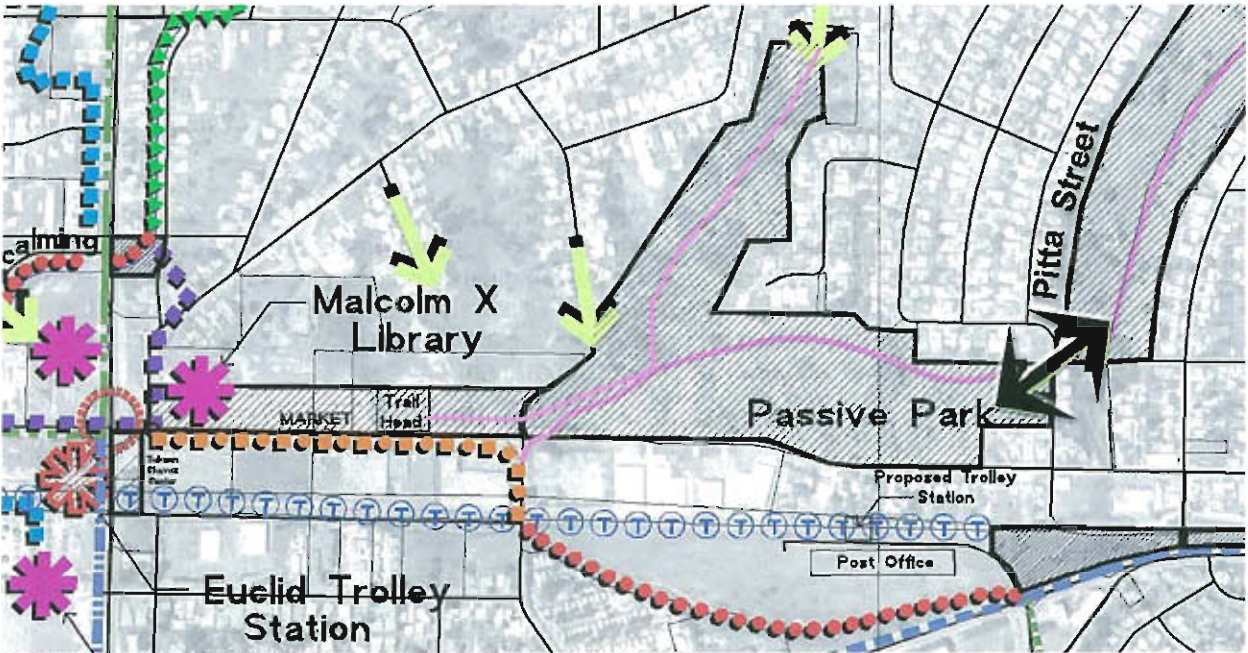 calming
Pitta Street
Malcolm X
Library
MARKET
Trail
Head
Passive Park
Proposed Trolley
Station
T T T T T T T T T T T T T T T T T T T T T T T T T T
Post Office
Euclid Trolley
Station